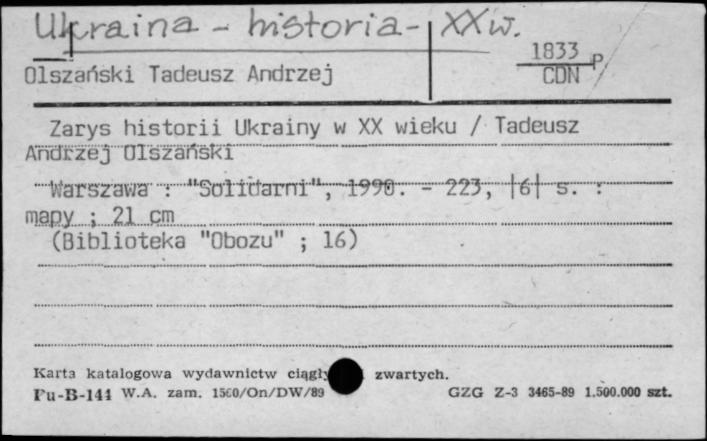 Ukraina - historia - XX w.
1833 p.
CDN
Olszański Tadeusz Andrzej
Zarys historii Ukrainy w XX wieku / Tadeusz
Andrzej Olszański
Warszawa : "Solidarni", 1990. - 223, |6| s. :
mapy ; 21 cm
(Biblioteka "Obozu" ; 16)
Karta katalogowa wydawnictw zwartych.
Pu-B-144 W.A. zam. 1560/On/DW/89 GZG Z-3 3465-89 1.500.000 szt.